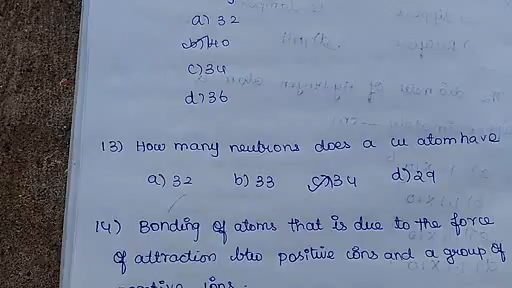 a) 32
b) 40
c) 34
d) 36
13) How many neutrons does a cu atom have
a) 32 b) 33 c) 34 d) 29
14) Bonding of atoms that is due to the force
of attraction btw positive ions and a group of
ions.